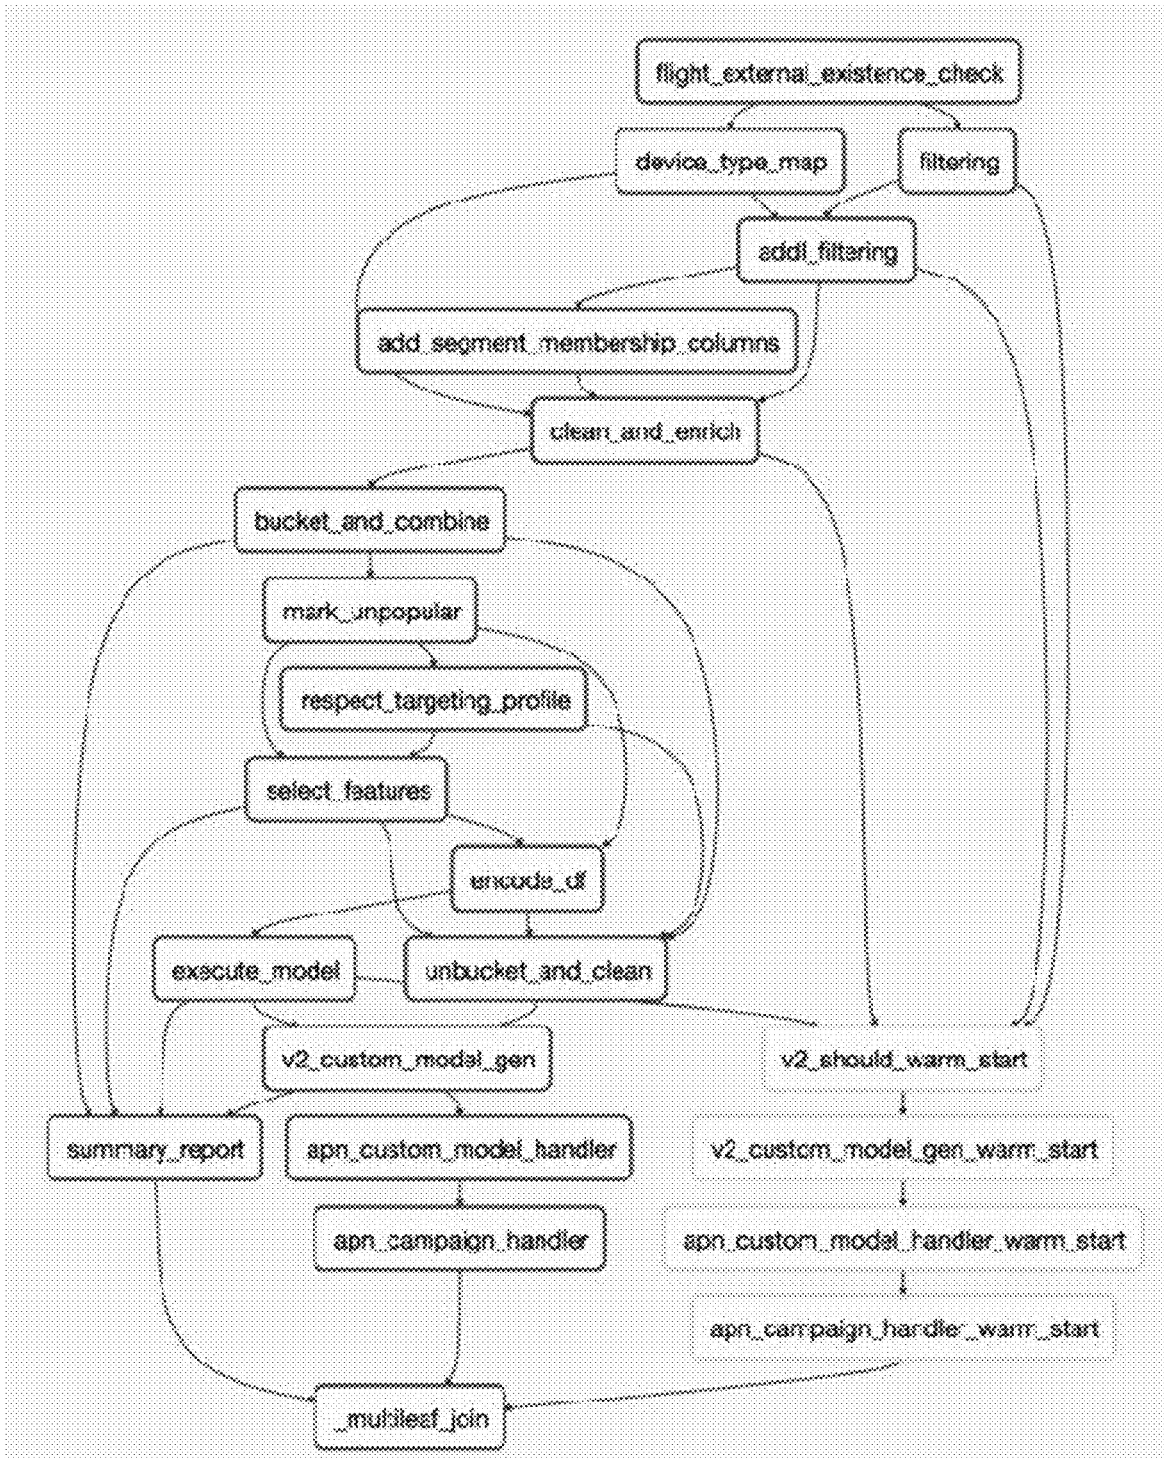 flight_external_existence_check
device_type_map
filtering
addl_filtering
add_segment_membership_columns
clean_and_enrich
bucket_and_combine
mark_unpopular
respect_targeting_profile
select_features
encode_df
execute_model
unbucket_and_clean
v2_custom_model_gen
v2_should_warm_start
summary_report
apn_custom_model_handler
v2_custom_model_gen_warm_start
apn_campaign_handler
apn_custom_model_handler_warm_start
apn_campaign_handler_warm_start
_multileaf_join